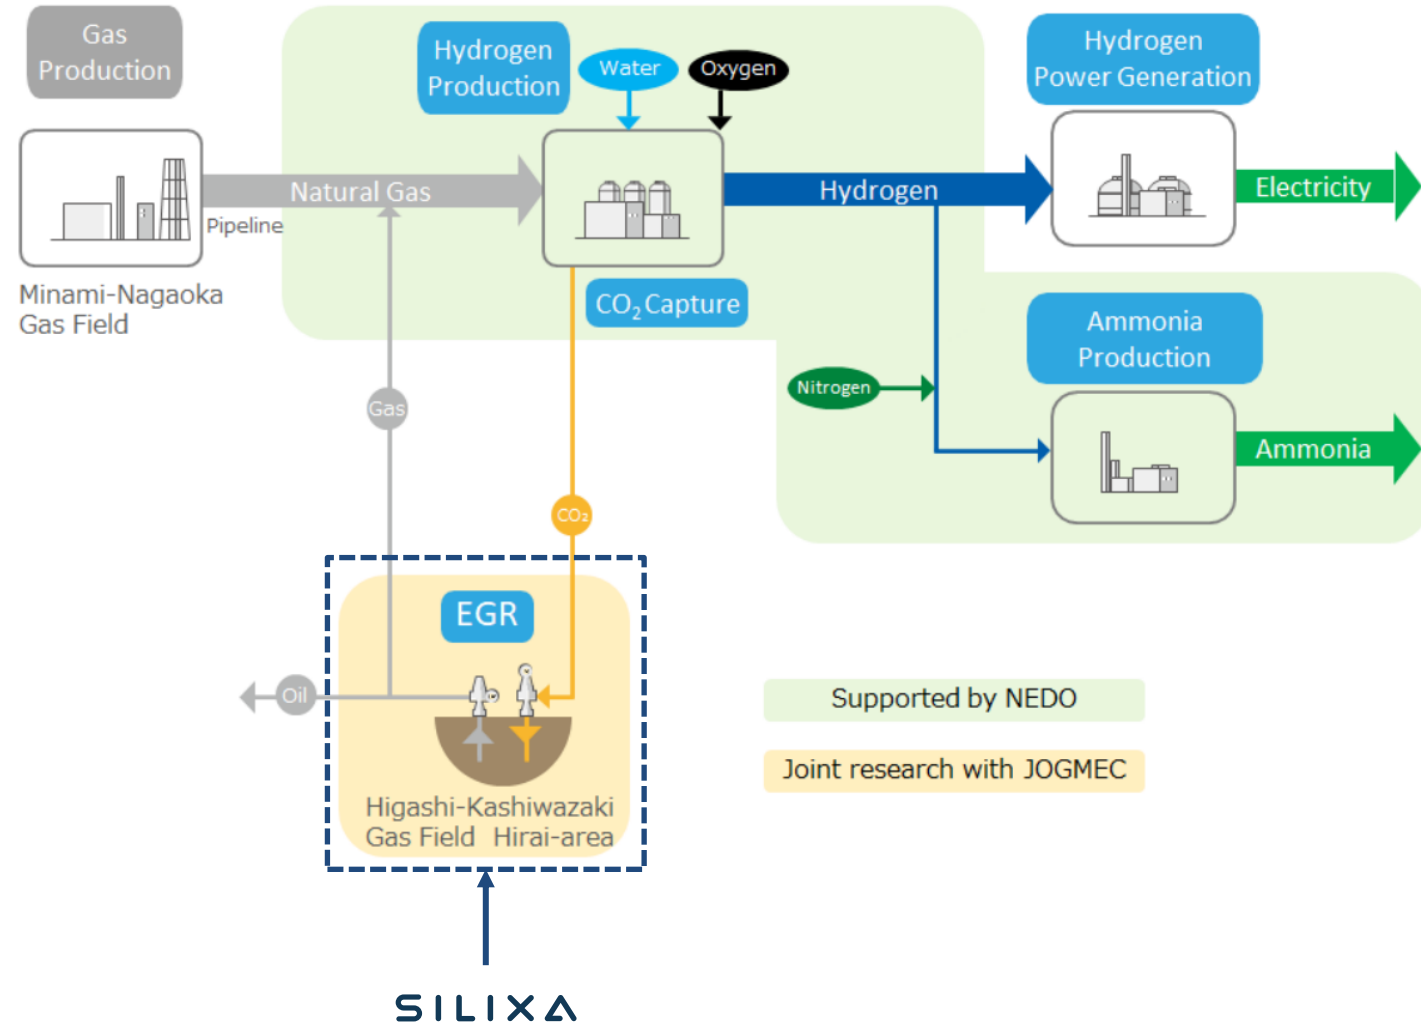 Gas
Production
Hydrogen
Production
Water
Oxygen
Hydrogen
Power Generation
Natural Gas
Pipeline
Hydrogen
Electricity
Minami-Nagaoka
Gas Field
CO₂ Capture
Ammonia
Production
Nitrogen
Gas
Ammonia
CO₂
EGR
Oil
Higashi-Kashiwazaki
Gas Field Hirai-area
Supported by NEDO
Joint research with JOGMEC
SILIXA